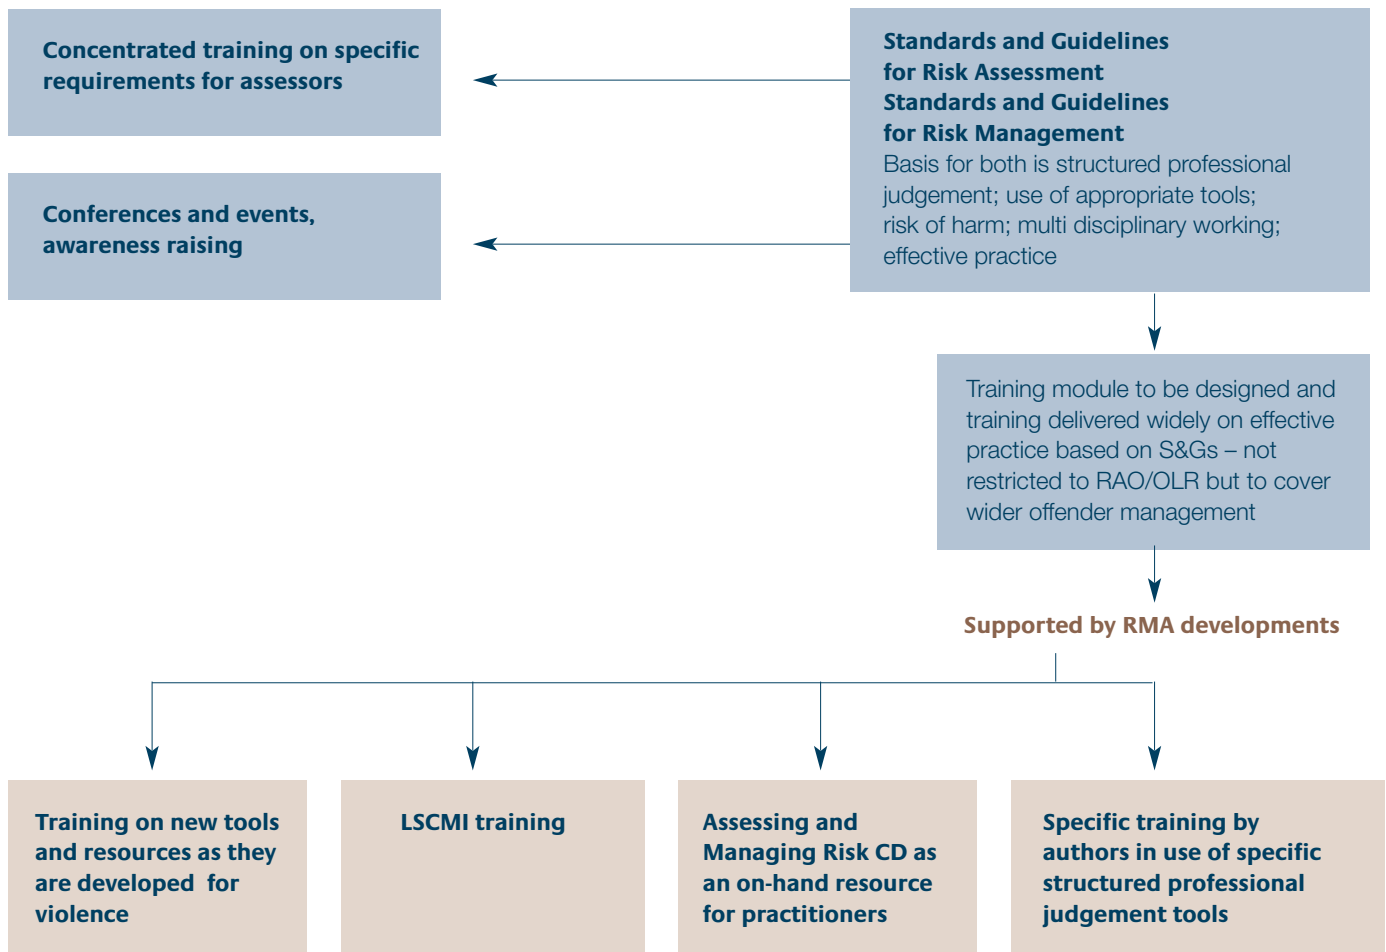 Concentrated training on specific
requirements for assessors
Conferences and events,
awareness raising
Standards and Guidelines
for Risk Assessment
Standards and Guidelines
for Risk Management
Basis for both is structured professional
judgement; use of appropriate tools;
risk of harm; multi disciplinary working;
effective practice
Training module to be designed and
training delivered widely on effective
practice based on S&Gs – not
restricted to RAO/OLR but to cover
wider offender management
Supported by RMA developments
Training on new tools
and resources as they
are developed for
violence
LSCMI training
Assessing and
Managing Risk CD as
an on-hand resource
for practitioners
Specific training by
authors in use of specific
structured professional
judgement tools